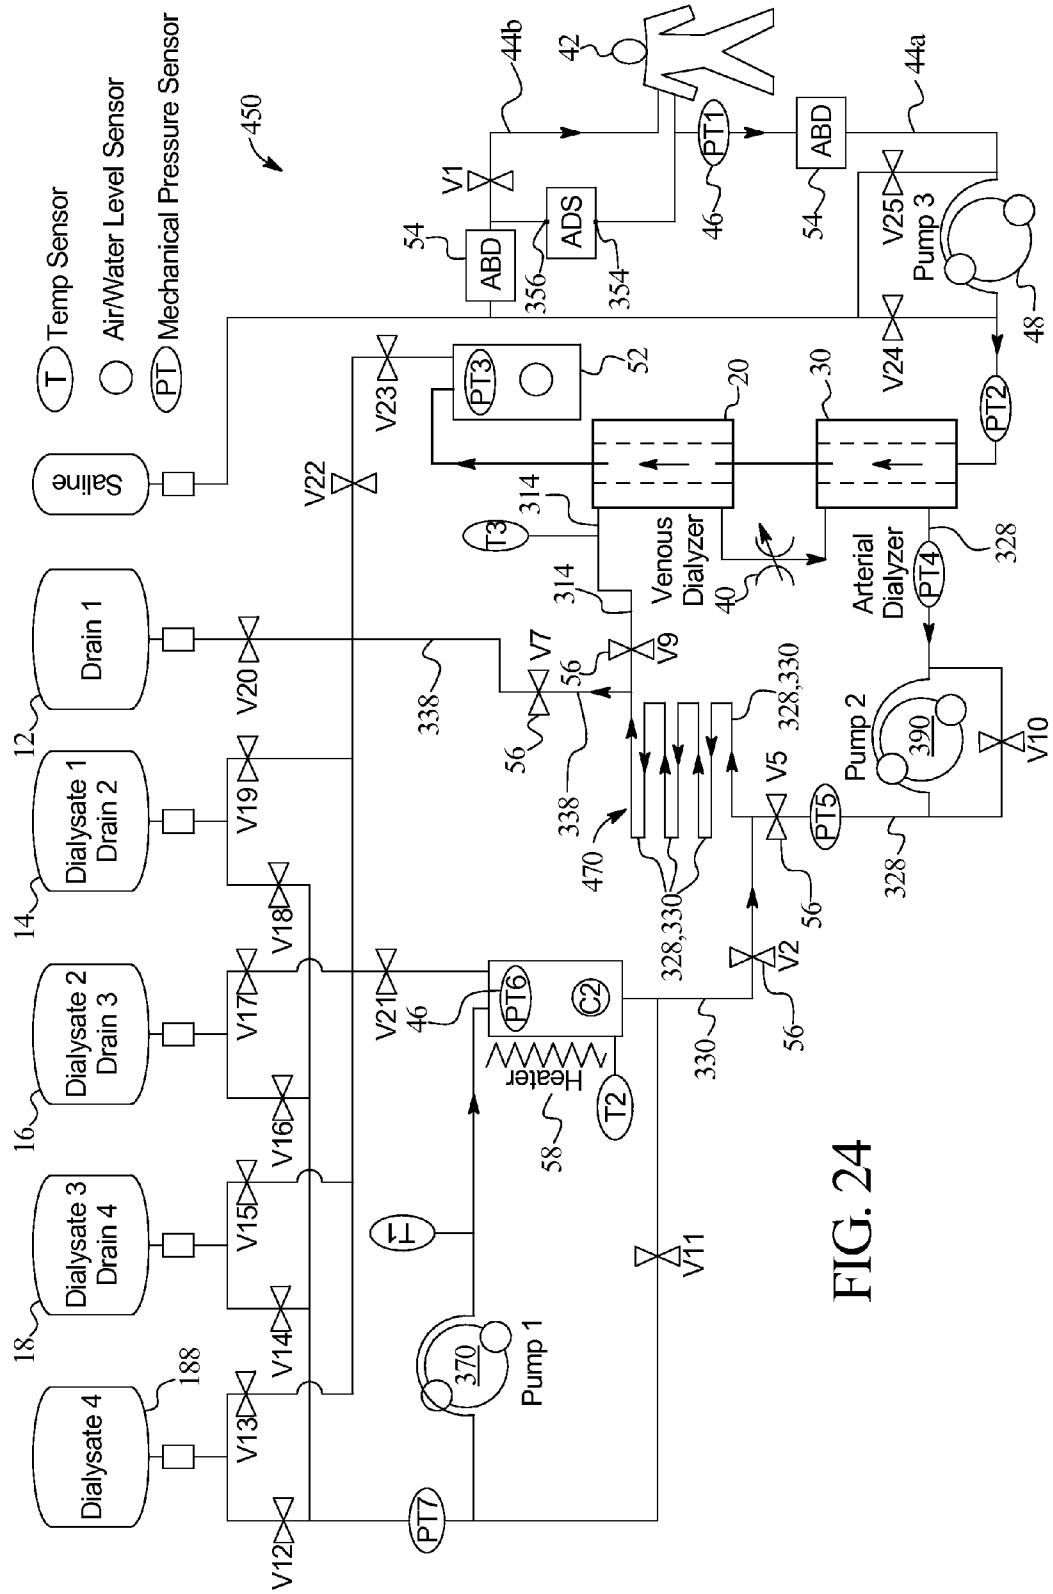 Temp Sensor
T
Air/Water Level Sensor
Mechanical Pressure Sensor
PT
450
Saline
Drain 1
12
Dialysate 1
Drain 2
14
Dialysate 2
Drain 3
16
Dialysate 3
Drain 4
18
Dialysate 4
188
V12
V13
V14
V15
V16
V17
V18
V19
V20
V21
V22
V23
338
PT7
T1
370
Pump 1
46
PT6
C2
Heater
58
T2
V11
330
V2
56
V5
56
PT5
328
V10
Pump 2
390
470
328,330
328,330
338
56
V7
56
V9
314
314
T3
Venous
Dialyzer
40
20
30
Arterial
Dialyzer
328
PT4
PT3
52
PT2
V24
V25
Pump 3
48
44a
ABD
54
PT1
46
42
44b
V1
54
ABD
ADS
356
354
FIG. 24